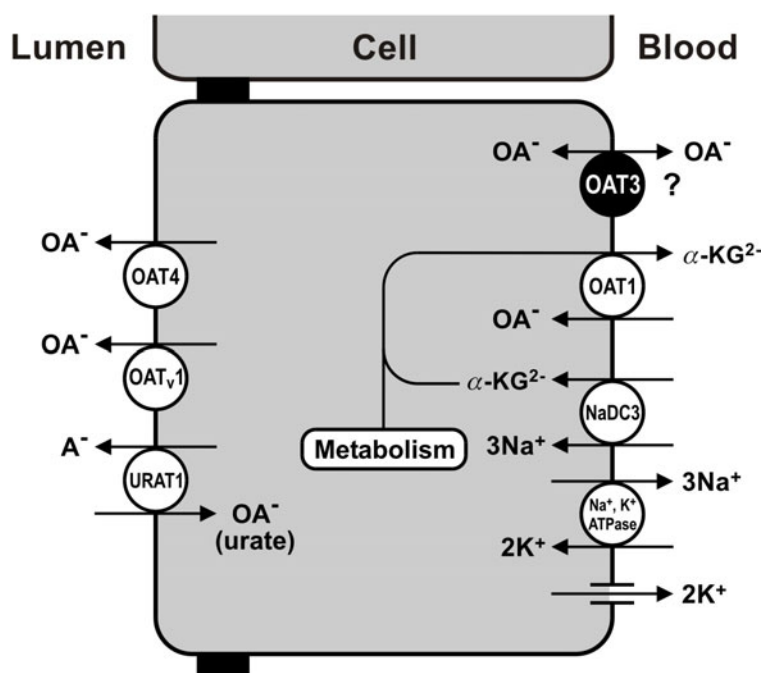 Lumen
Cell
Blood
OA⁻
OA⁻
OAT3
?
OA⁻
OAT4
α-KG²⁻
OAT1
OA⁻
OA⁻
OATᵥ1
α-KG²⁻
NaDC3
A⁻
Metabolism
3Na⁺
URAT1
3Na⁺
OA⁻
(urate)
Na⁺, K⁺
ATPase
2K⁺
2K⁺